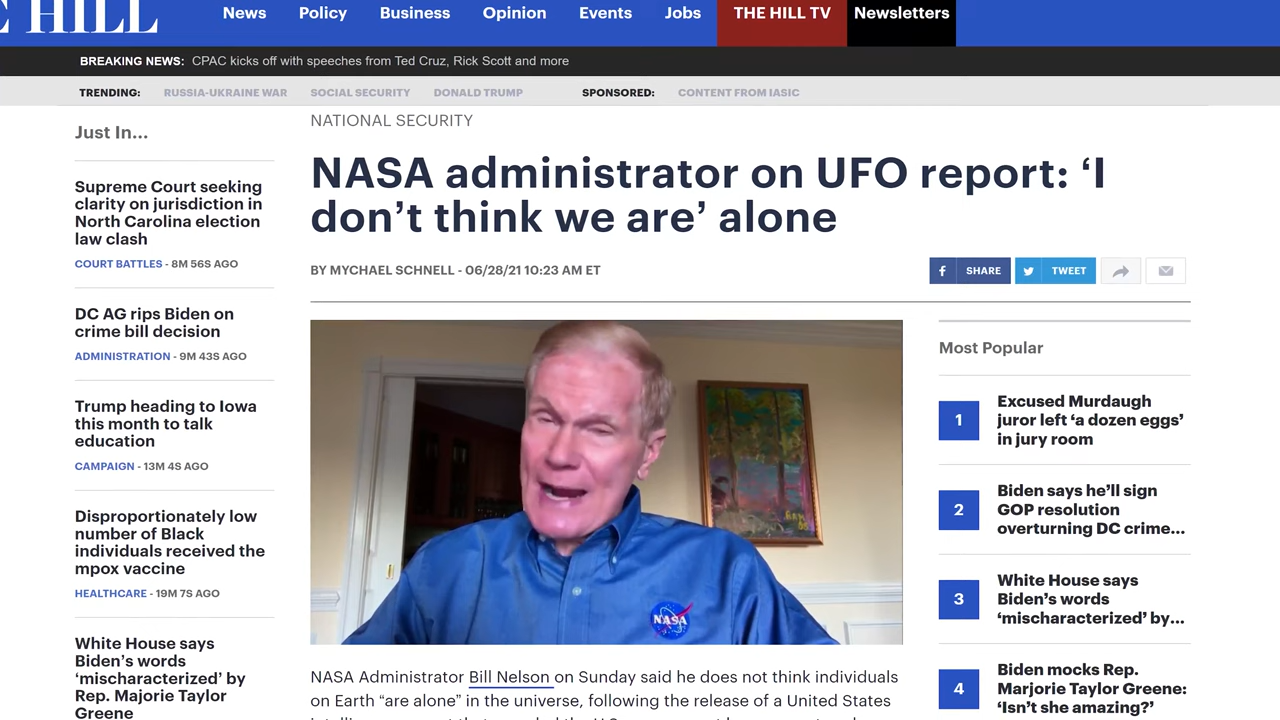 E HILL
News Policy Business Opinion Events Jobs THE HILL TV Newsletters
BREAKING NEWS: CPAC kicks off with speeches from Ted Cruz, Rick Scott and more
TRENDING: RUSSIA-UKRAINE WAR SOCIAL SECURITY DONALD TRUMP SPONSORED: CONTENT FROM IASIC
Just In...
Supreme Court seeking
clarity on jurisdiction in
North Carolina election
law clash
COURT BATTLES - 8M 56S AGO
DC AG rips Biden on
crime bill decision
ADMINISTRATION - 9M 43S AGO
Trump heading to Iowa
this month to talk
education
CAMPAIGN - 13M 4S AGO
Disproportionately low
number of Black
individuals received the
mpox vaccine
HEALTHCARE - 19M 7S AGO
White House says
Biden’s words
‘mischaracterized’ by
Rep. Marjorie Taylor
Greene
NATIONAL SECURITY
NASA administrator on UFO report: ‘I
don’t think we are’ alone
BY MYCHAEL SCHNELL - 06/28/21 10:23 AM ET
f SHARE TWEET
NASA
NASA Administrator Bill Nelson on Sunday said he does not think individuals
on Earth “are alone” in the universe, following the release of a United States
Most Popular
1 Excused Murdaugh
juror left ‘a dozen eggs’
in jury room
2 Biden says he’ll sign
GOP resolution
overturning DC crime...
3 White House says
Biden’s words
‘mischaracterized’ by...
4 Biden mocks Rep.
Marjorie Taylor Greene:
‘Isn’t she amazing?’